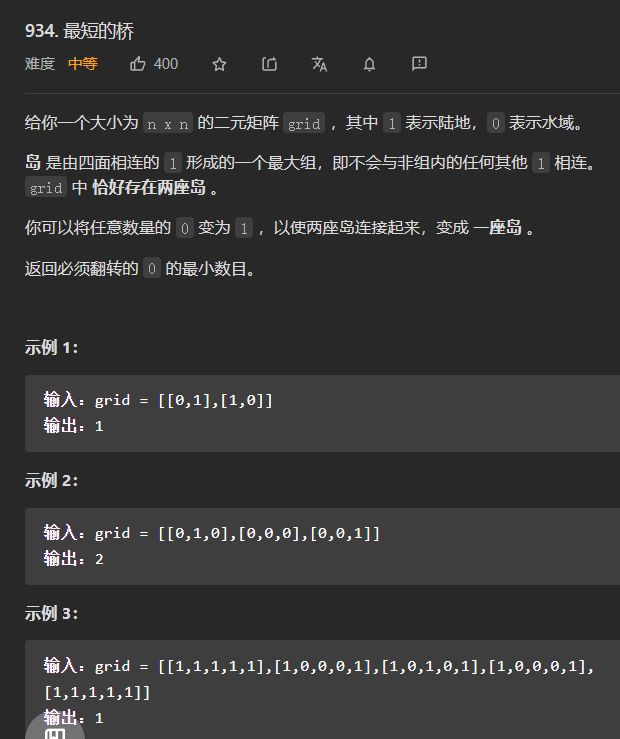 934. 最短的桥
难度 中等 400
给你一个大小为 n x n 的二元矩阵 grid ，其中 1 表示陆地，0 表示水域。
岛 是由四面相连的 1 形成的一个最大组，即不会与非组内的任何其他 1 相连。
grid 中 恰好存在两座岛 。
你可以将任意数量的 0 变为 1 ，以使两座岛连接起来，变成 一座岛 。
返回必须翻转的 0 的最小数目。
示例 1：
输入：grid = [[0,1],[1,0]]
输出：1
示例 2：
输入：grid = [[0,1,0],[0,0,0],[0,0,1]]
输出：2
示例 3：
输入：grid = [[1,1,1,1,1],[1,0,0,0,1],[1,0,1,0,1],[1,0,0,0,1],
[1,1,1,1,1]]
输出：1